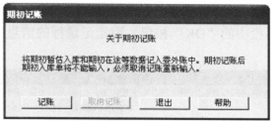 期初记账
关于期初记账
将期初暂估入库和期初在途等数据记入委外账中。期初记账后
期初入库单将不能输入，必须取消记账重新输入。
记账
取消记账
退出
帮助